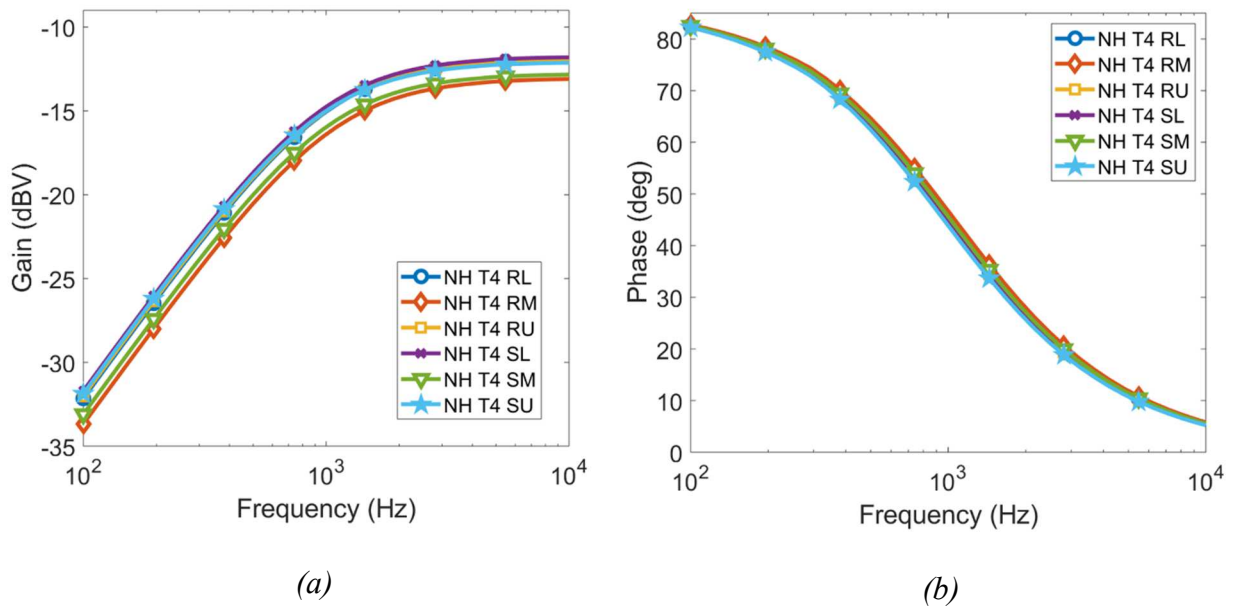 -10
-15
-20
-25
-30
-35
Gain (dBV)
NH T4 RL
NH T4 RM
NH T4 RU
NH T4 SL
NH T4 SM
NH T4 SU
10^2
10^3
10^4
Frequency (Hz)
(a)
80
70
60
50
40
30
20
10
0
Phase (deg)
NH T4 RL
NH T4 RM
NH T4 RU
NH T4 SL
NH T4 SM
NH T4 SU
10^2
10^3
10^4
Frequency (Hz)
(b)